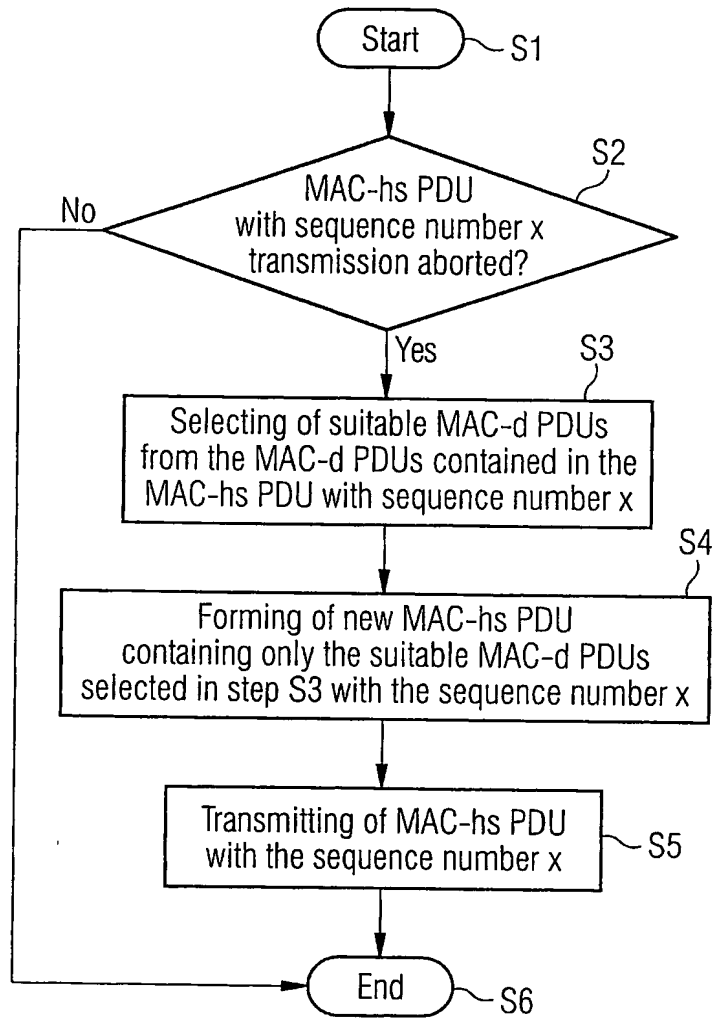 Start
S1
S2
MAC-hs PDU
with sequence number x
transmission aborted?
No
Yes
S3
Selecting of suitable MAC-d PDUs
from the MAC-d PDUs contained in the
MAC-hs PDU with sequence number x
S4
Forming of new MAC-hs PDU
containing only the suitable MAC-d PDUs
selected in step S3 with the sequence number x
Transmitting of MAC-hs PDU
with the sequence number x
S5
End
S6